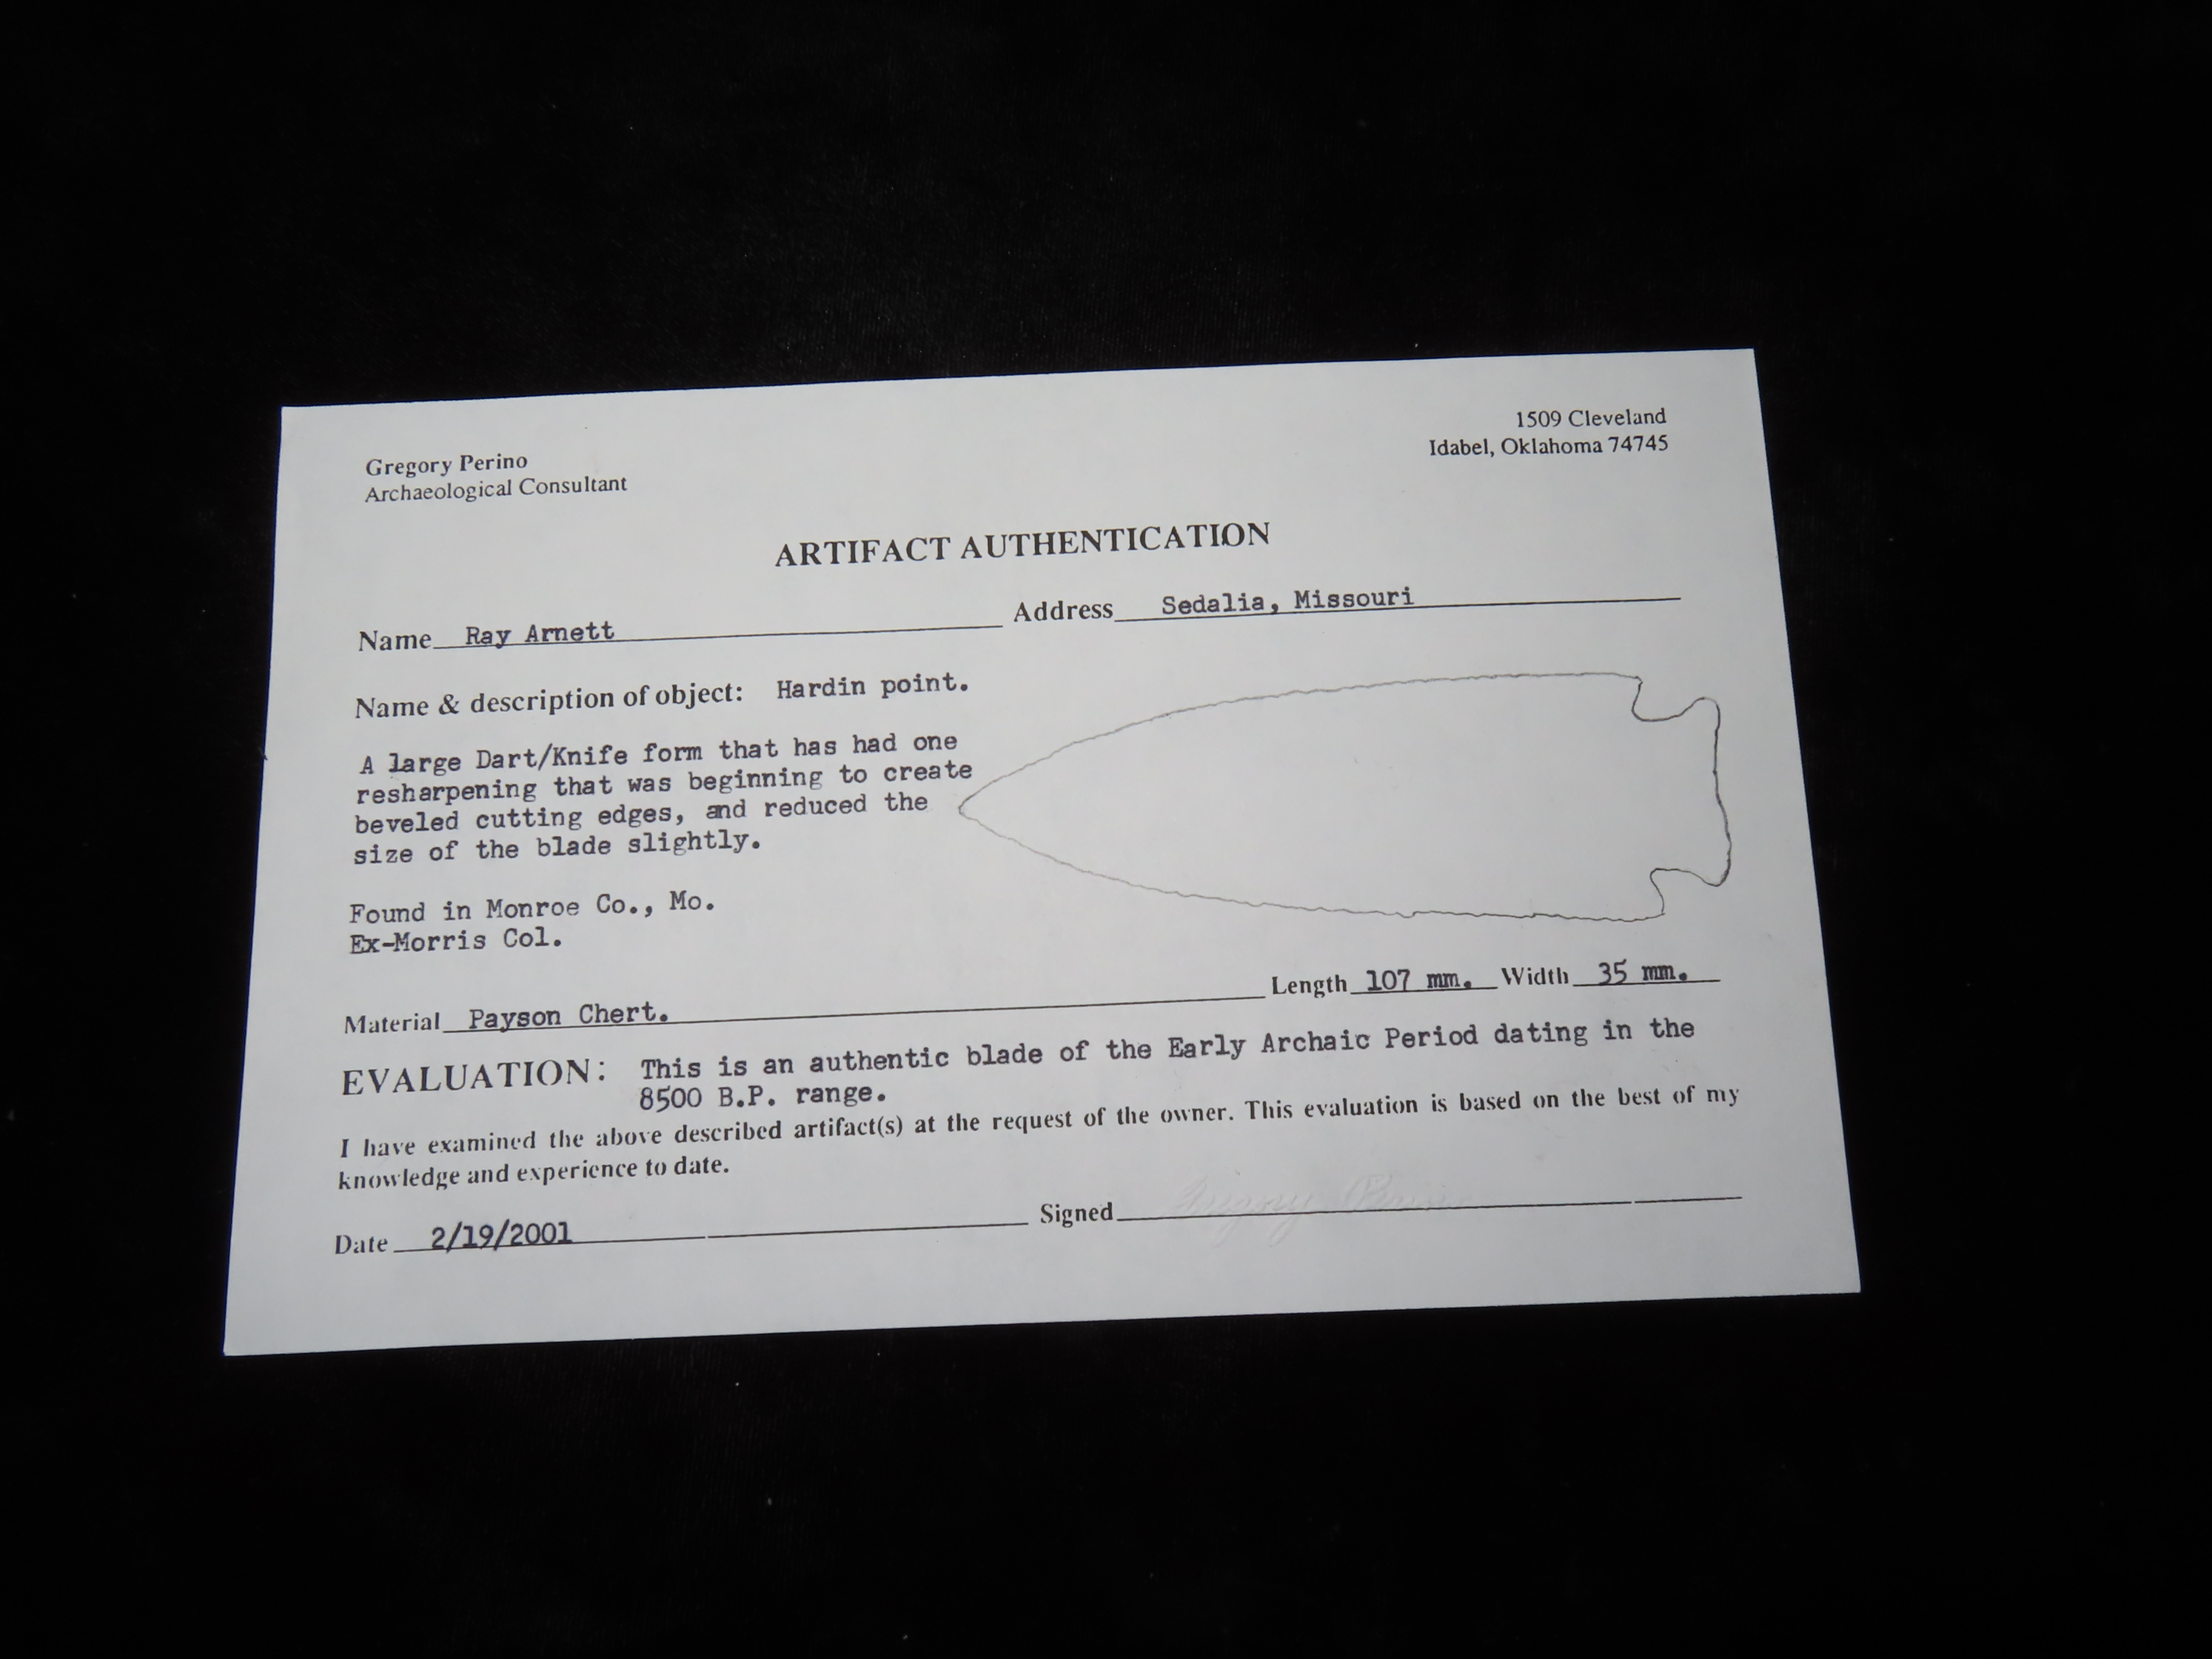 Gregory Perino
Archaeological Consultant
1509 Cleveland
Idabel, Oklahoma 74745
ARTIFACT AUTHENTICATION
Name Ray Arnett Address Sedalia, Missouri
Name & description of object: Hardin point.
A large Dart/Knife form that has had one
resharpening that was beginning to create
beveled cutting edges, and reduced the
size of the blade slightly.
Found in Monroe Co., Mo.
Ex-Morris Col.
Length 107 mm. Width 35 mm.
Material Payson Chert.
EVALUATION: This is an authentic blade of the Early Archaic Period dating in the
8500 B.P. range.
I have examined the above described artifact(s) at the request of the owner. This evaluation is based on the best of my
knowledge and experience to date.
Date 2/19/2001 Signed Gregory Perino